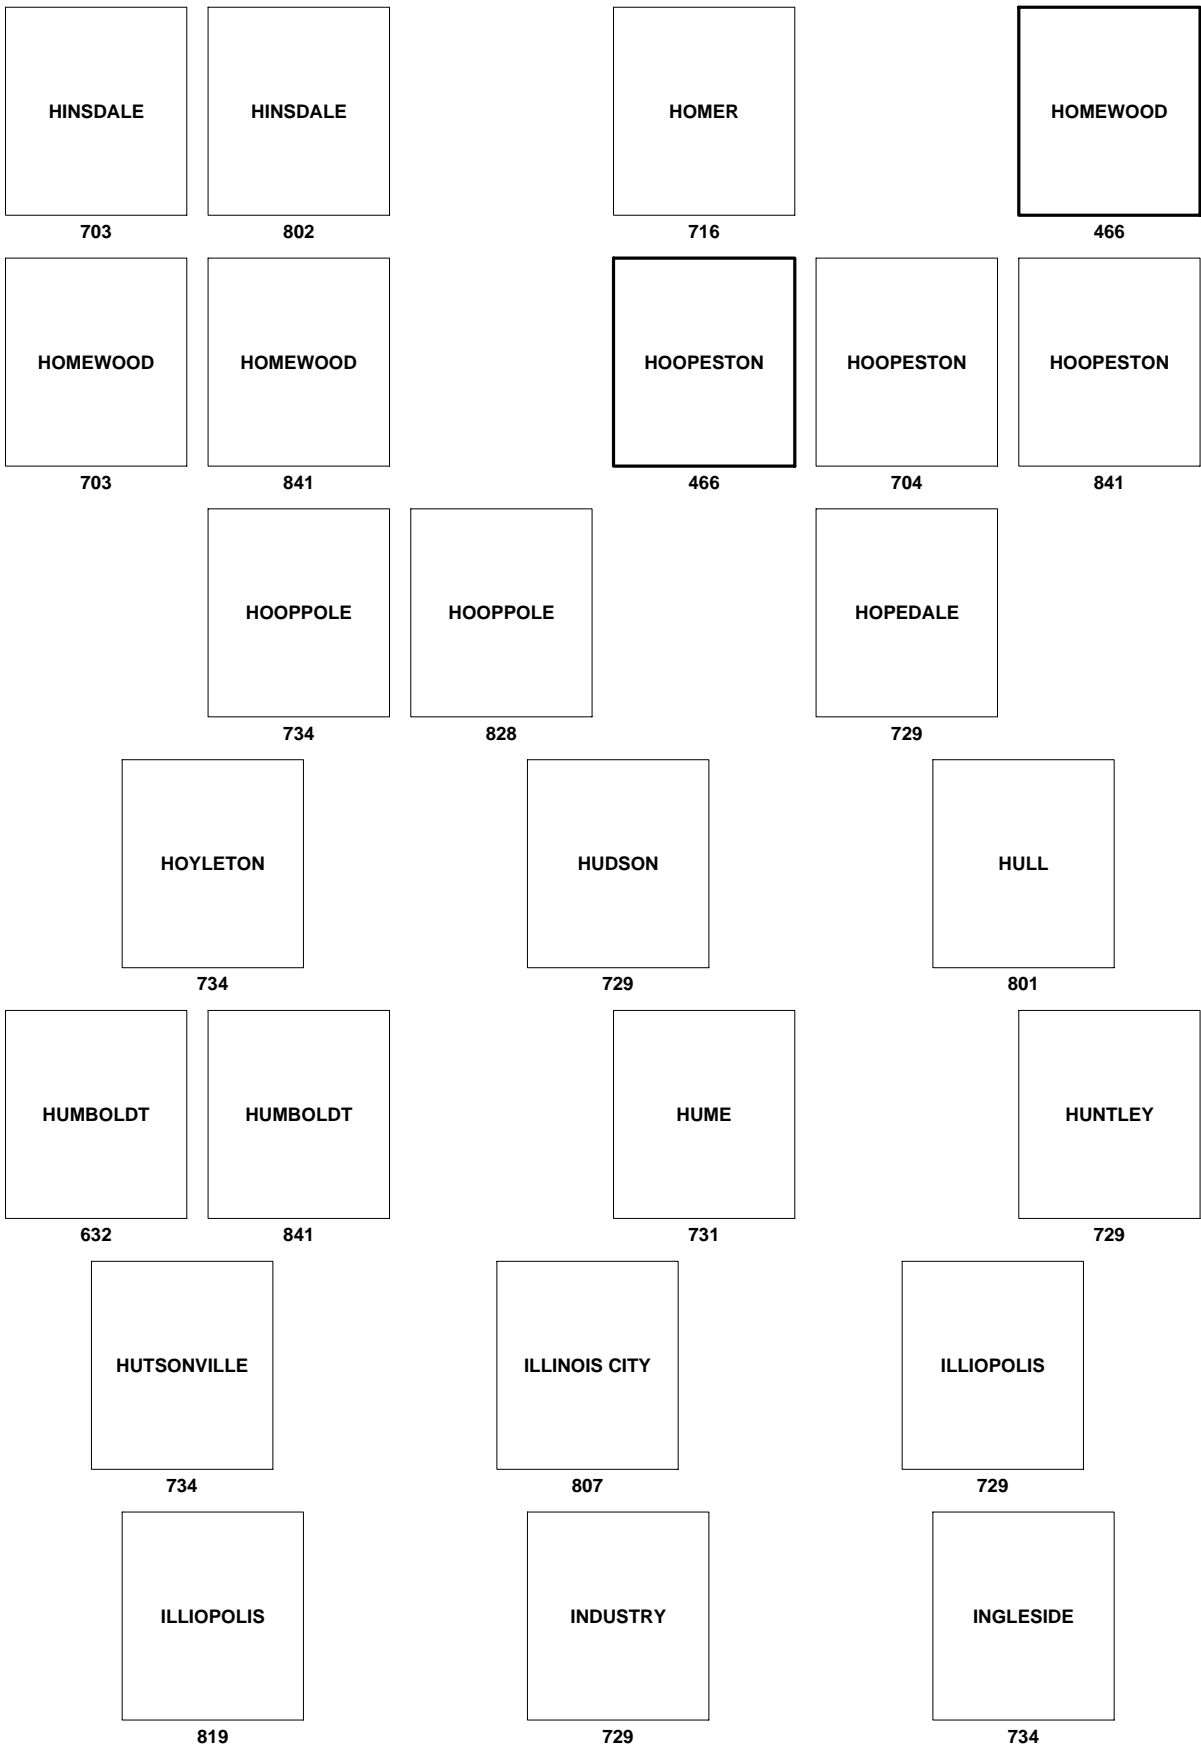 HINSDALE HINSDALE HOMER HOMEWOOD
703 802 716 466
HOMEWOOD HOMEWOOD HOOPESTON HOOPESTON HOOPESTON
703 841 466 704 841
HOOPPOLE HOOPPOLE HOPEDALE
734 828 729
HOYLETON HUDSON HULL
734 729 801
HUMBOLDT HUMBOLDT HUME HUNTLEY
632 841 731 729
HUTSONVILLE ILLINOIS CITY ILLIOPOLIS
734 807 729
ILLIOPOLIS INDUSTRY INGLESIDE
819 729 734